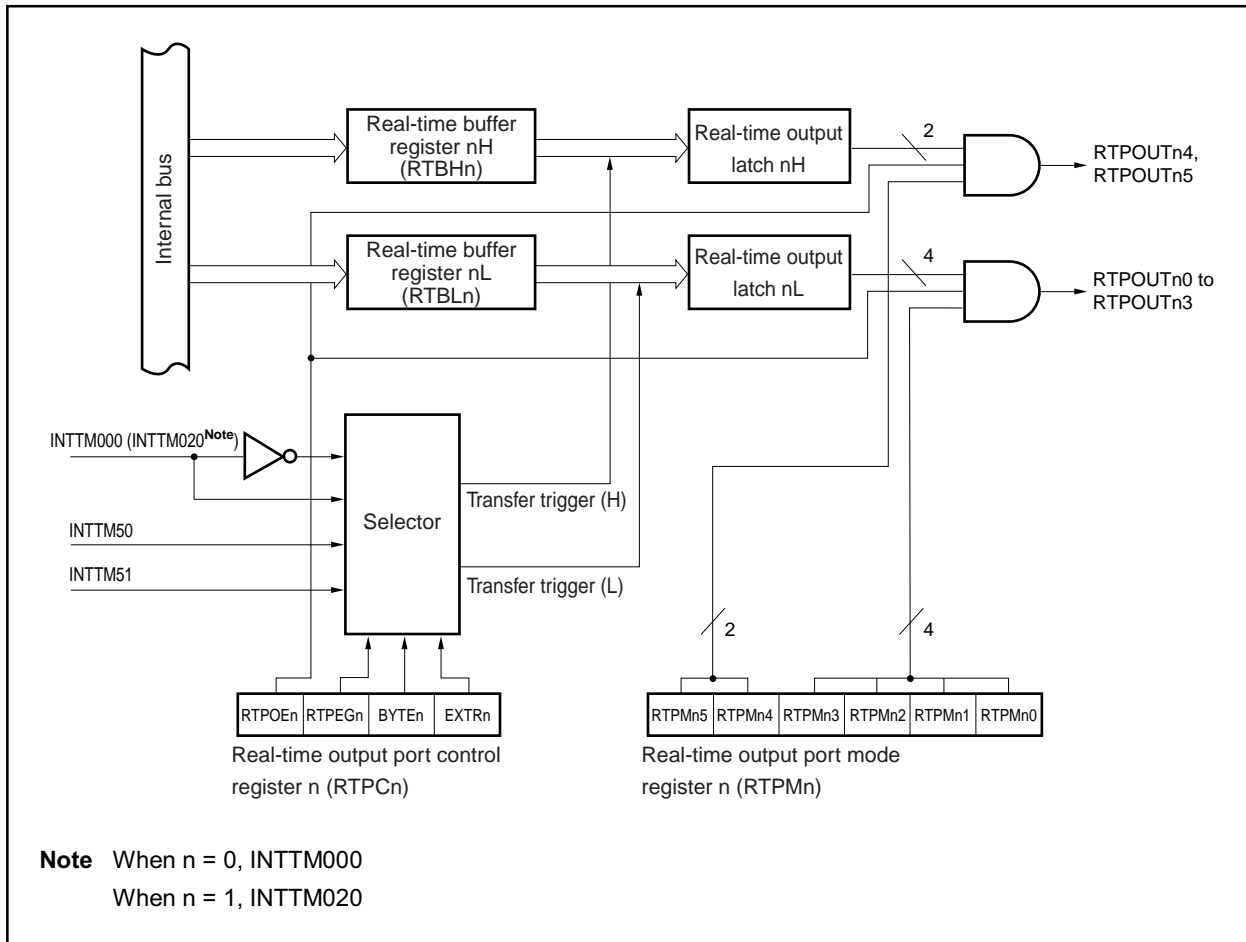 Internal bus
Real-time buffer
register nH
(RTBHn)
Real-time output
latch nH
2
RTPOUTn4,
RTPOUTn5
Real-time buffer
register nL
(RTBLn)
Real-time output
latch nL
4
RTPOUTn0 to
RTPOUTn3
INTTM000 (INTTM020Note)
INTTM50
INTTM51
Selector
Transfer trigger (H)
Transfer trigger (L)
2
4
RTPOEn RTPEGn BYTEn EXTRn
Real-time output port control
register n (RTPCn)
RTPMn5 RTPMn4 RTPMn3 RTPMn2 RTPMn1 RTPMn0
Real-time output port mode
register n (RTPMn)
Note When n = 0, INTTM000
When n = 1, INTTM020